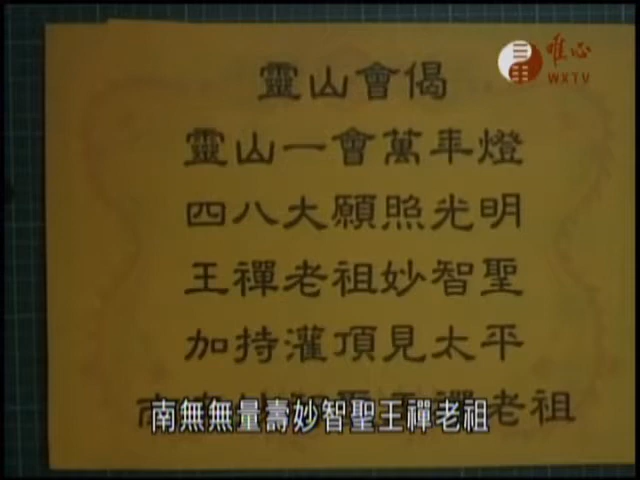 唯心
WXTV
靈山會偈
靈山一會萬年燈
四八大願照光明
王禪老祖妙智聖
加持灌頂見太平
南無無量壽妙智聖王禪老祖